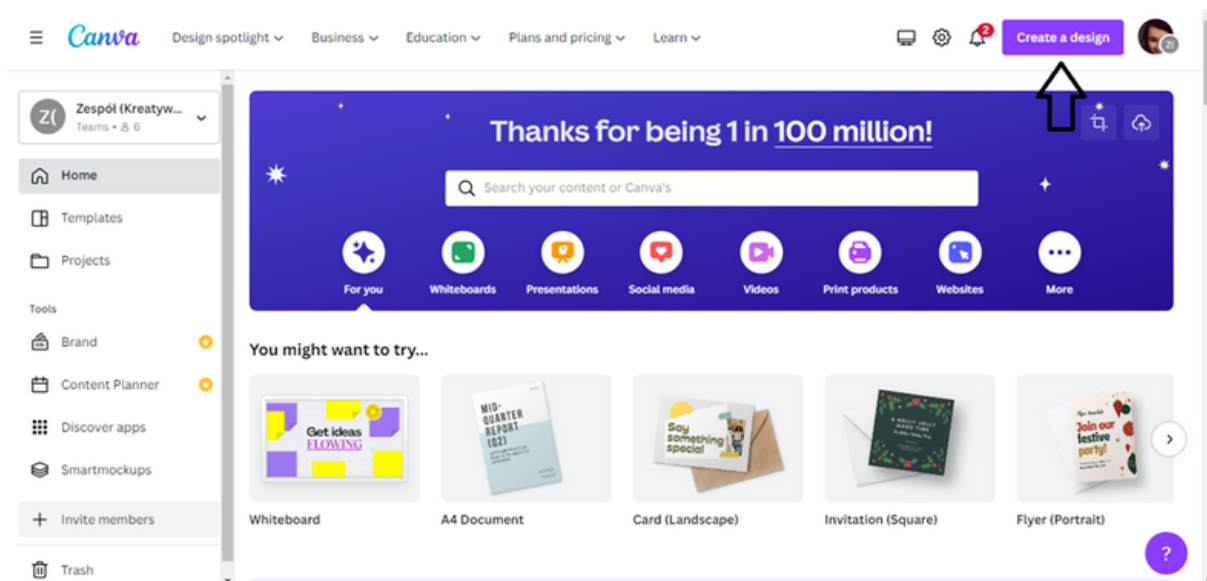 Canva
Design spotlight
Business
Education
Plans and pricing
Learn
2
Create a design
Z(
Z(
Zespół (Kreatyw...
Teams • 6
Home
Templates
Projects
Tools
Brand
Content Planner
Discover apps
Smartmockups
Invite members
Trash
Thanks for being 1 in 100 million!
Search your content or Canva's
For you
Whiteboards
Presentations
Social media
Videos
Print products
Websites
More
You might want to try...
Get ideas
FLOWING
MID-
QUARTER
REPORT
(Q2)
Say
something
special
A HOLLY JOLLY
GOOD TIME
Join our
festive
party!
Whiteboard
A4 Document
Card (Landscape)
Invitation (Square)
Flyer (Portrait)
?